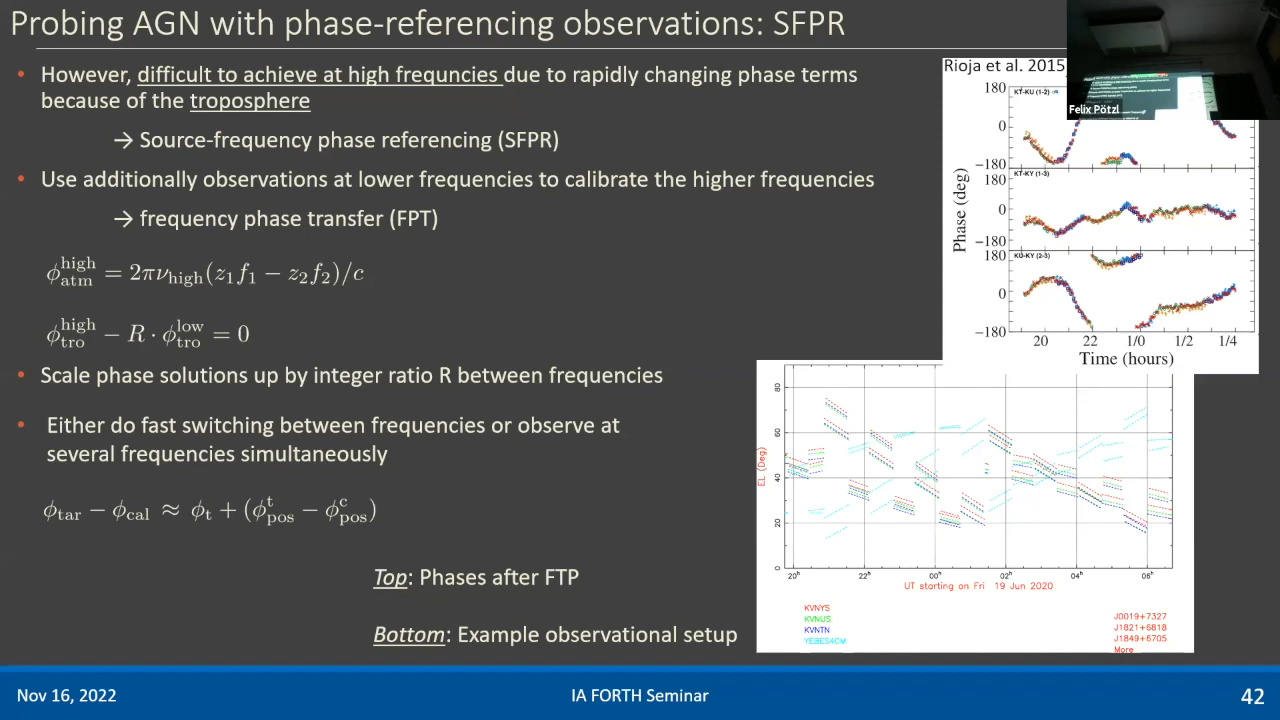 Probing AGN with phase-referencing observations: SFPR
• However, difficult to achieve at high frequncies due to rapidly changing phase terms
because of the troposphere
→ Source-frequency phase referencing (SFPR)
• Use additionally observations at lower frequencies to calibrate the higher frequencies
→ frequency phase transfer (FPT)
ϕ_atm^high = 2πν_high(z₁f₁ − z₂f₂)/c
ϕ_tro^high − R · ϕ_tro^low = 0
• Scale phase solutions up by integer ratio R between frequencies
• Either do fast switching between frequencies or observe at
several frequencies simultaneously
ϕ_tar − ϕ_cal ≈ ϕ_t + (ϕ_pos^t − ϕ_pos^c)
Top: Phases after FTP
Bottom: Example observational setup
Rioja et al. 2015
Felix Pötzl
180
KT-KU (1-2)
0
−180
180
KT-KY (1-3)
0
−180
180
KU-KY (2-3)
0
−180
Phase (deg)
20 22 1/0 1/2 1/4
Time (hours)
80
60
40
20
0
EL (Deg)
20ʰ 22ʰ 00ʰ 02ʰ 04ʰ 06ʰ
UT starting on Fri 19 Jun 2020
KVNYS
KVNUS
KVNTN
YEBES40M
J0019+7327
J1821+6818
J1849+6705
More
Nov 16, 2022
IA FORTH Seminar
42